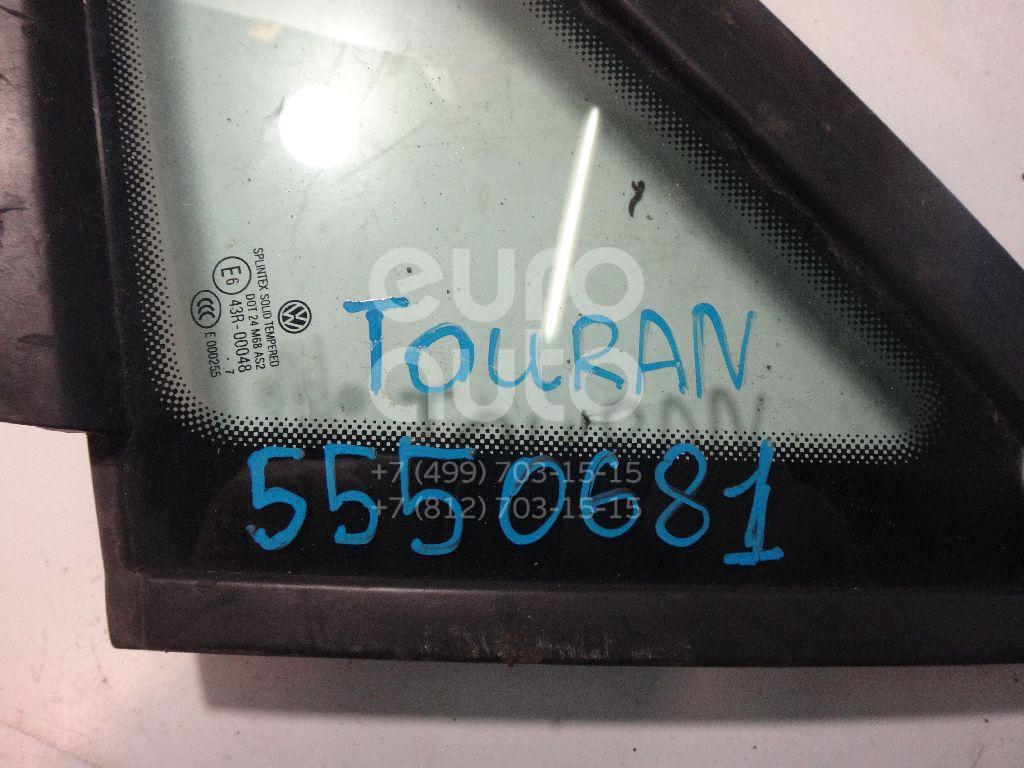 SPLINTEX SOLID TEMPERED
DOT 24 M68 AS2
E6 43R-00048
.7
CCC E 000255
euro
auto
TOURAN
5550681
+7 (499) 703-15-15
+7 (812) 703-15-15